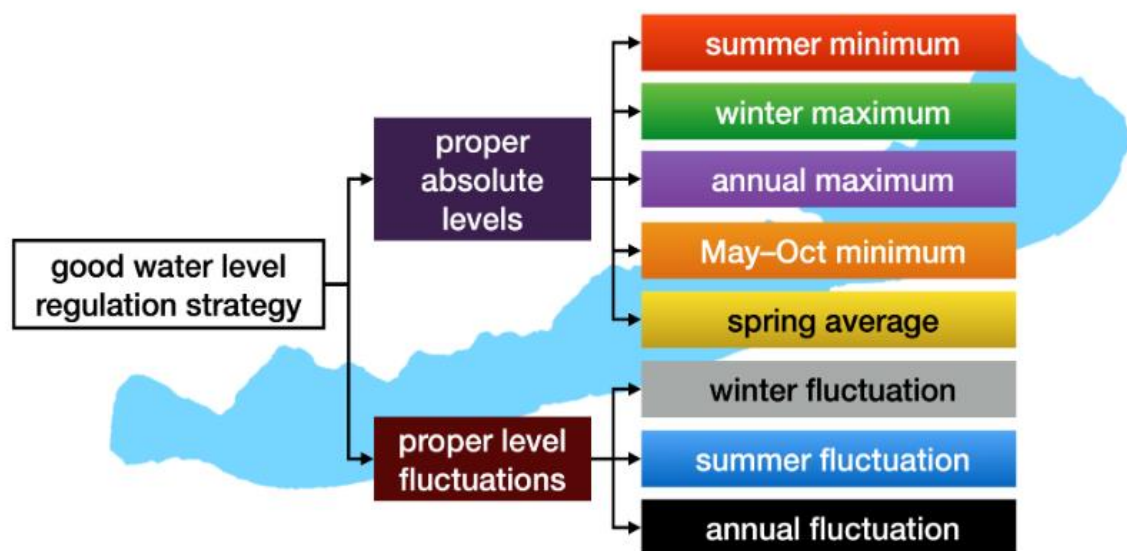 good water level
regulation strategy
proper
absolute
levels
proper level
fluctuations
summer minimum
winter maximum
annual maximum
May–Oct minimum
spring average
winter fluctuation
summer fluctuation
annual fluctuation